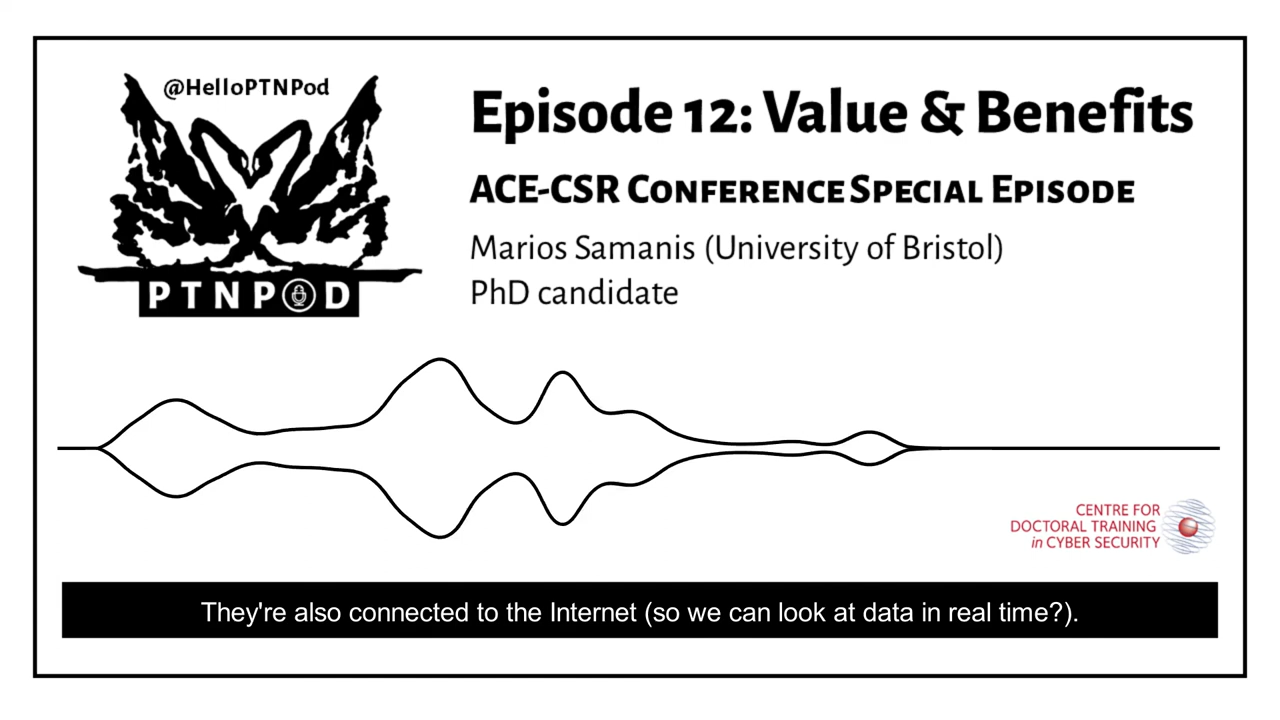 @HelloPTNPod
PTNPOD
Episode 12: Value & Benefits
ACE-CSR Conference Special Episode
Marios Samanis (University of Bristol)
PhD candidate
CENTRE FOR
DOCTORAL TRAINING
in CYBER SECURITY
They're also connected to the Internet (so we can look at data in real time?).